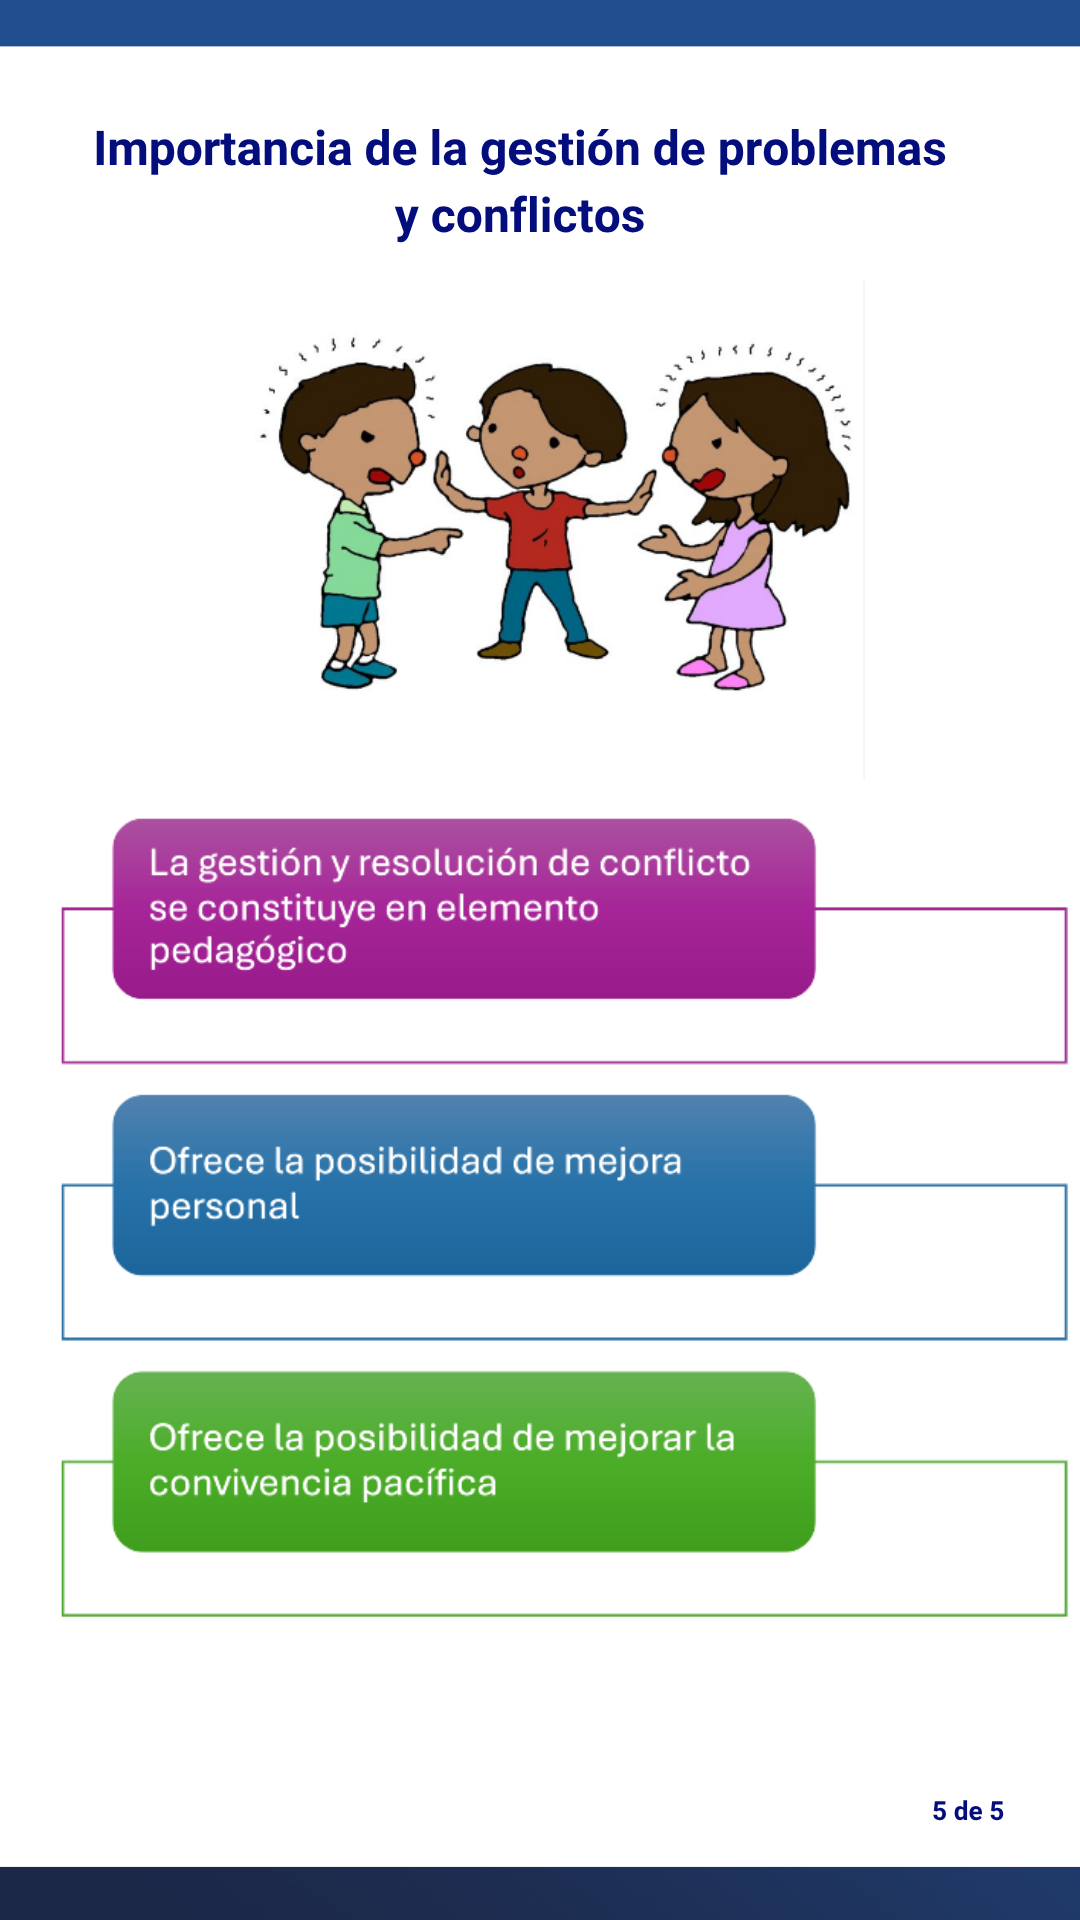 Importancia de la gestión de problemas
y conflictos
La gestión y resolución de conflicto
se constituye en elemento
pedagógico
Ofrece la posibilidad de mejora
personal
Ofrece la posibilidad de mejorar la
convivencia pacífica
5 de 5